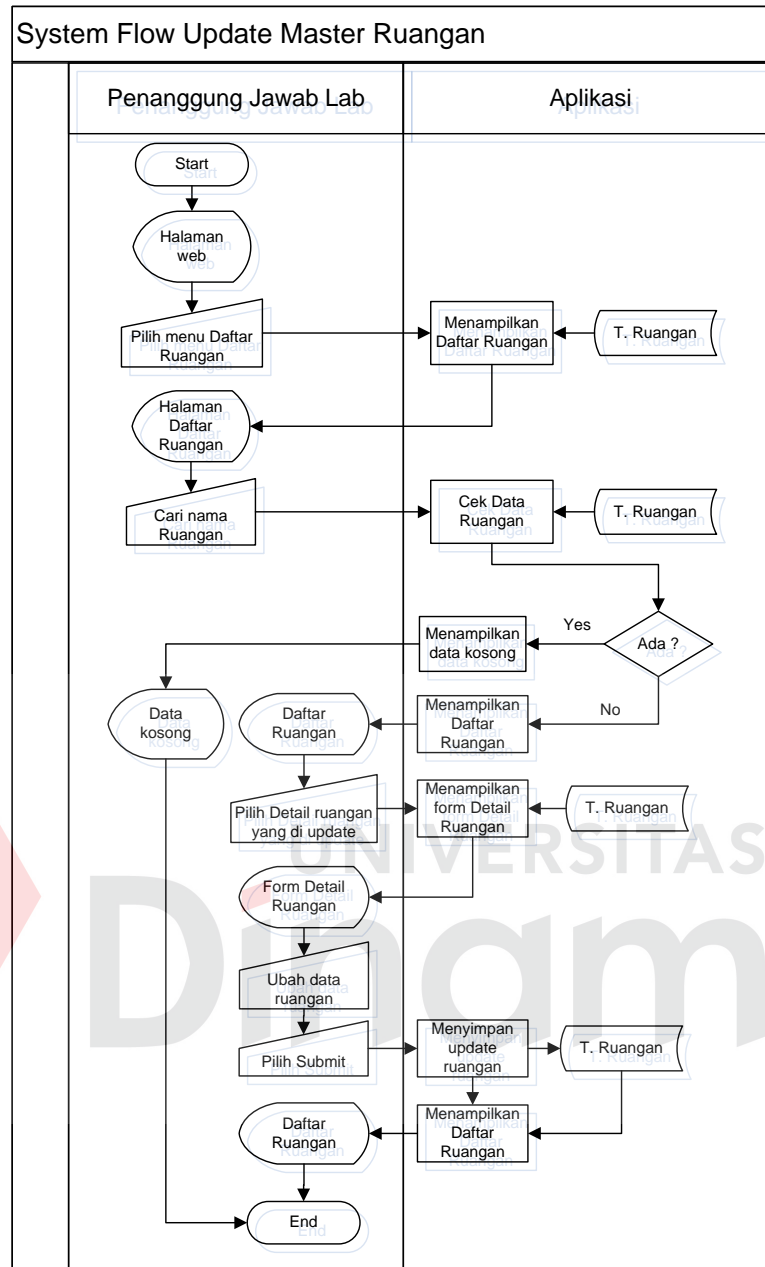 System Flow Update Master Ruangan
Penanggung Jawab Lab
Aplikasi
Start
Halaman
web
Pilih menu Daftar
Ruangan
Menampilkan
Daftar Ruangan
T. Ruangan
Halaman
Daftar
Ruangan
Cari nama
Ruangan
Cek Data
Ruangan
T. Ruangan
Ada ?
Yes
Menampilkan
data kosong
Data
kosong
No
Menampilkan
Daftar
Ruangan
Daftar
Ruangan
Pilih Detail ruangan
yang di update
Menampilkan
form Detail
Ruangan
T. Ruangan
UNIVERSITAS
Dinam
Form Detail
Ruangan
Ubah data
ruangan
Pilih Submit
Menyimpan
update
ruangan
T. Ruangan
Menampilkan
Daftar
Ruangan
Daftar
Ruangan
End